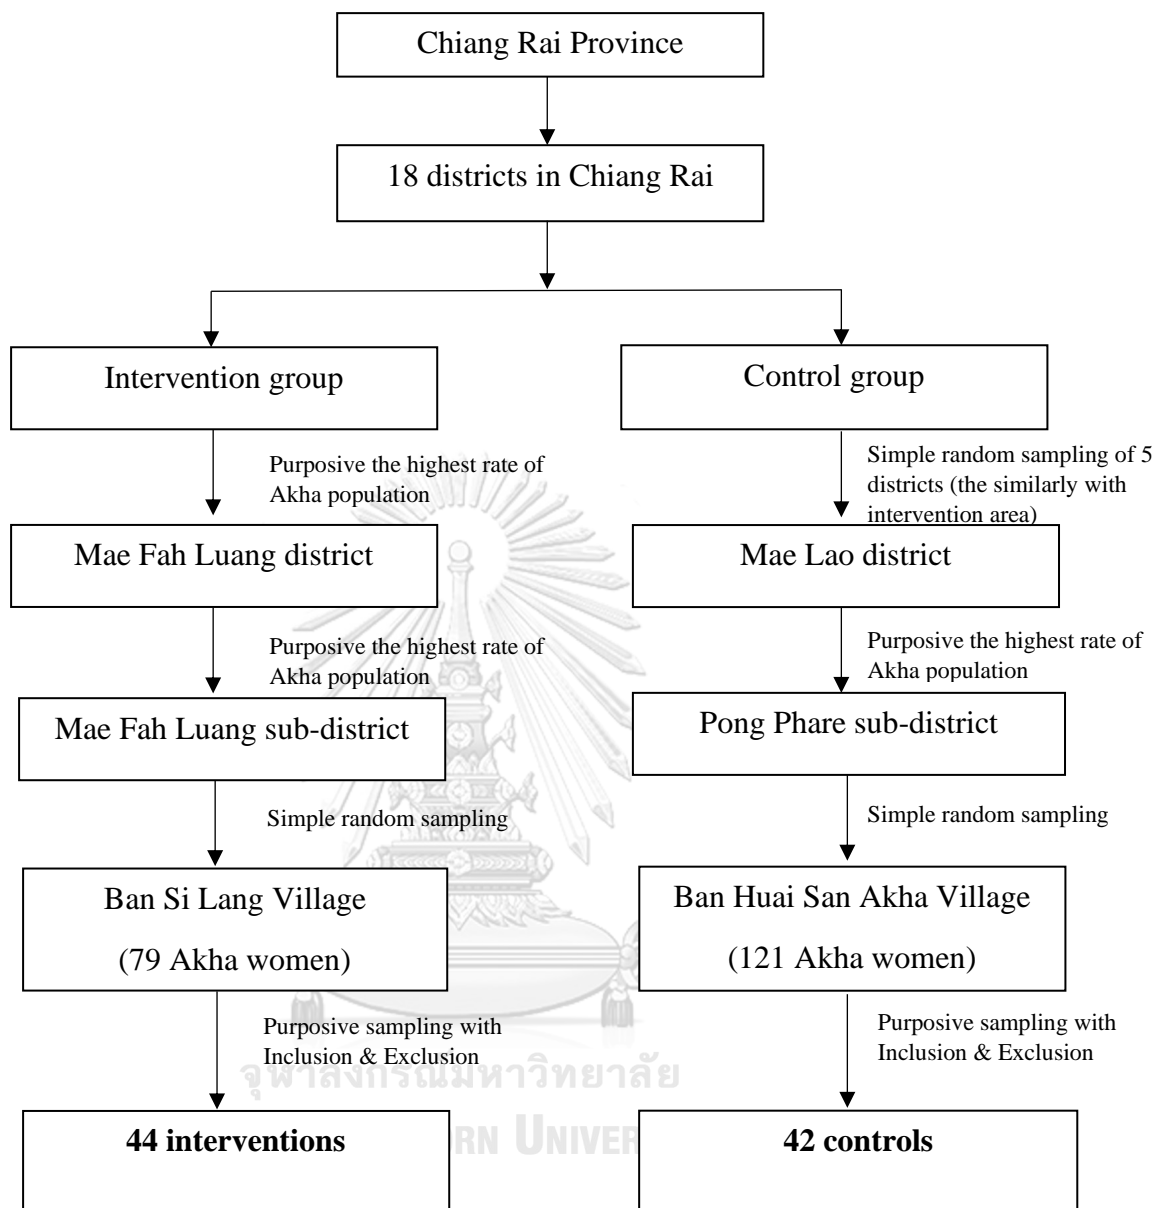 Chiang Rai Province
18 districts in Chiang Rai
Intervention group
Control group
Purposive the highest rate of
Akha population
Simple random sampling of 5
districts (the similarly with
intervention area)
Mae Fah Luang district
Mae Lao district
Purposive the highest rate of
Akha population
Purposive the highest rate of
Akha population
Mae Fah Luang sub-district
Pong Phare sub-district
Simple random sampling
Simple random sampling
Ban Si Lang Village
(79 Akha women)
Ban Huai San Akha Village
(121 Akha women)
Purposive sampling with
Inclusion & Exclusion
Purposive sampling with
Inclusion & Exclusion
จุฬาลงกรณ์มหาวิทยาลัย
44 interventions
42 controls
RN UNIVER